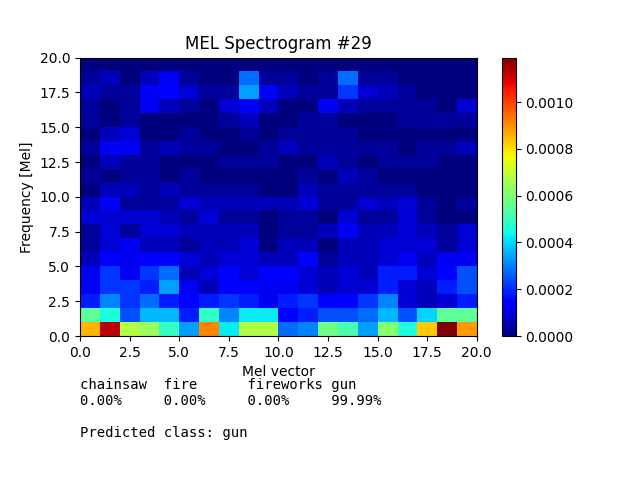 MEL Spectrogram #29
Frequency [Mel]
20.0
17.5
15.0
12.5
10.0
7.5
5.0
2.5
0.0
0.0 2.5 5.0 7.5 10.0 12.5 15.0 17.5 20.0
Mel vector
0.0010
0.0008
0.0006
0.0004
0.0002
0.0000
chainsaw fire fireworks gun
0.00% 0.00% 0.00% 99.99%
Predicted class: gun